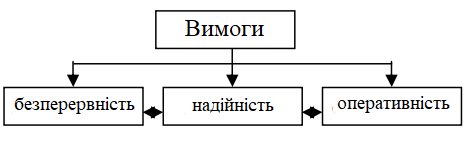 Вимоги
безперервність
надійність
оперативність